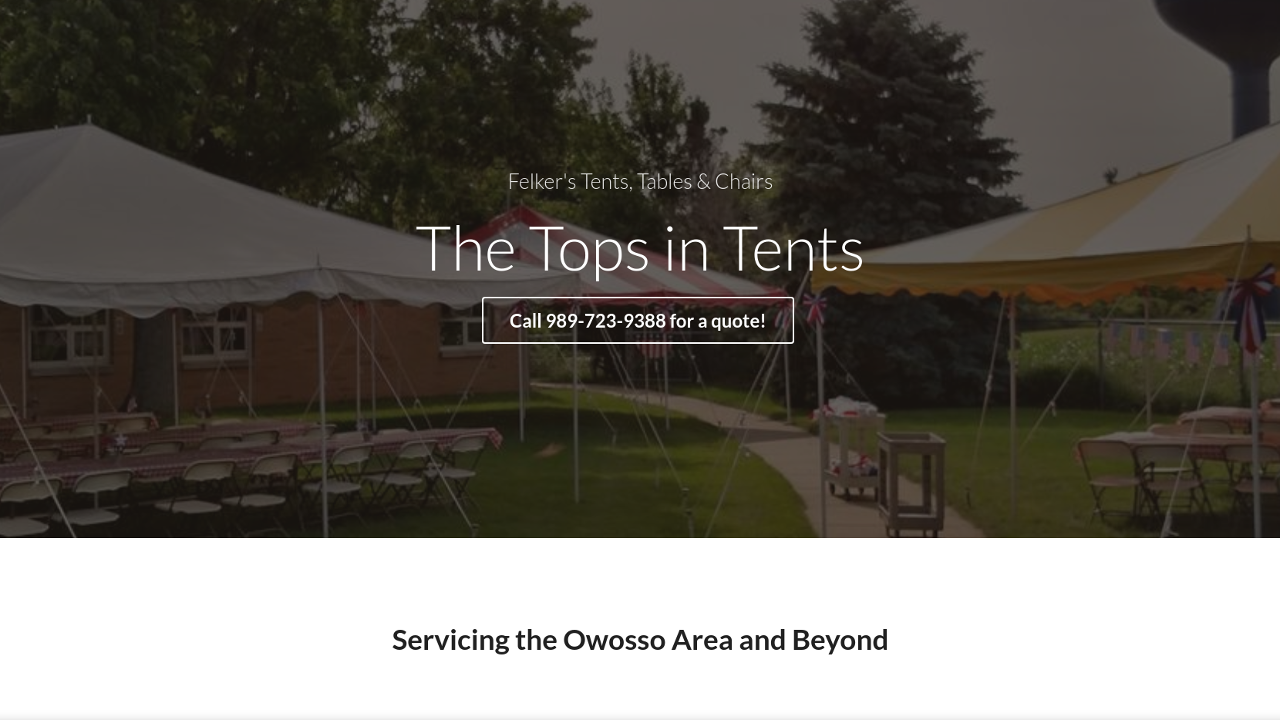 Felker's Tents, Tables & Chairs
The Tops in Tents
Call 989-723-9388 for a quote!
Servicing the Owosso Area and Beyond